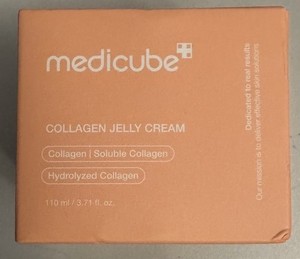 medicube
COLLAGEN JELLY CREAM
Collagen | Soluble Collagen
Hydrolyzed Collagen
110 ml / 3.71 fl. oz.
Dedicated to real results
Our mission is to deliver effective skin solutions